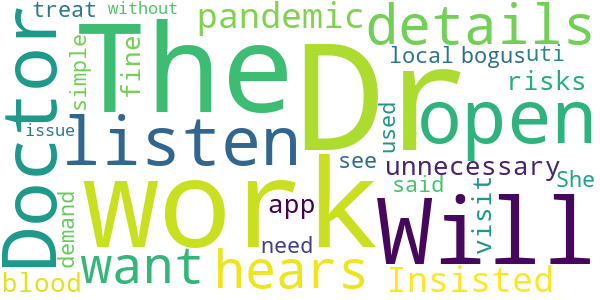 treat
without
pandemic
details
Doctor
simple
fine
The
Dr
local
bogus
uti
risks
open
listen
issue
used
see
unnecessary
work
app
said
She
Will
visit
demand
want
need
hears
blood
Insisted